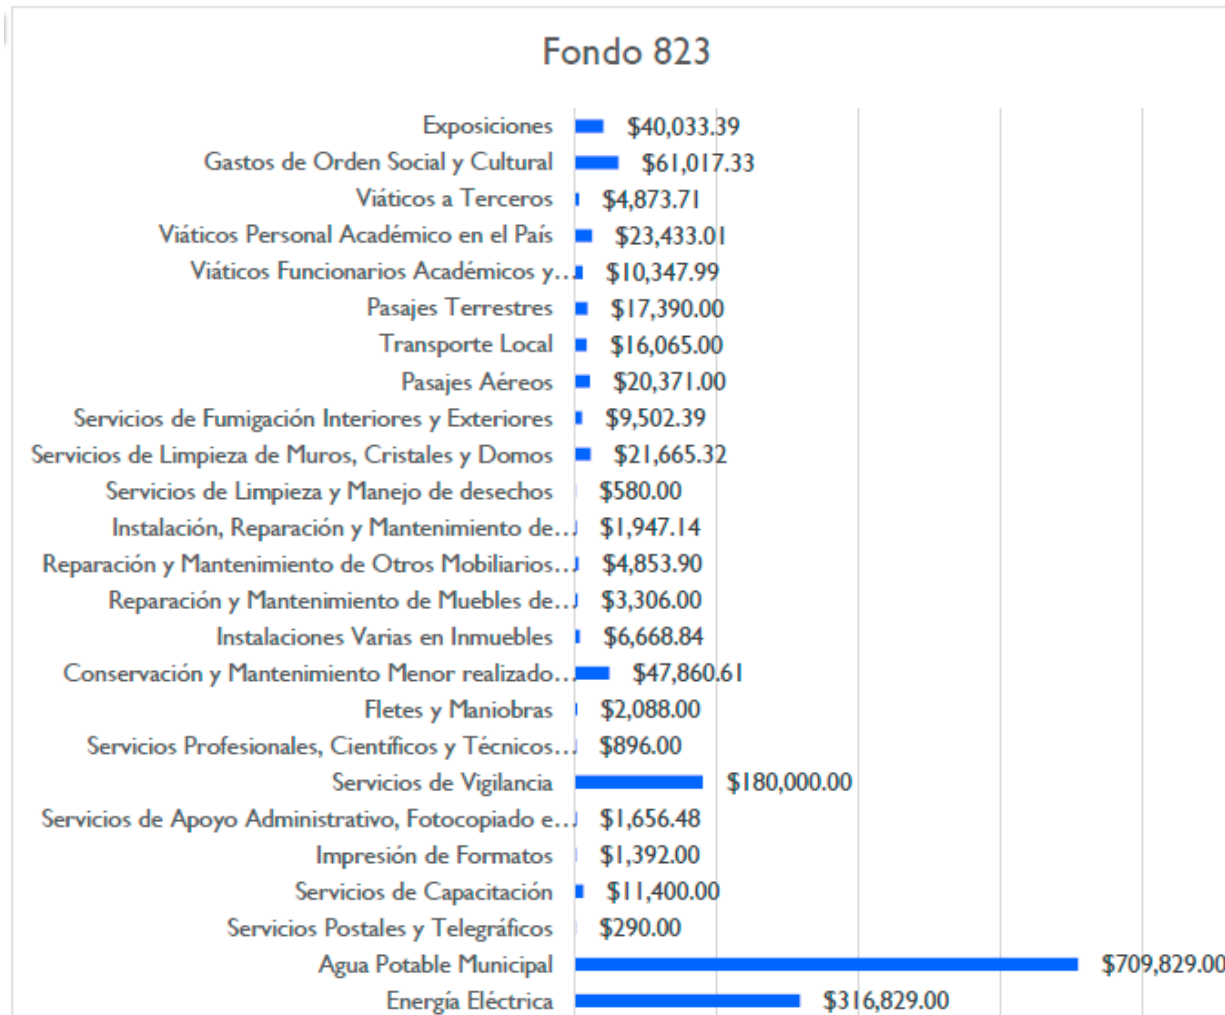 Fondo 823
Exposiciones $40,033.39
Gastos de Orden Social y Cultural $61,017.33
Viáticos a Terceros $4,873.71
Viáticos Personal Académico en el País $23,433.01
Viáticos Funcionarios Académicos y... $10,347.99
Pasajes Terrestres $17,390.00
Transporte Local $16,065.00
Pasajes Aéreos $20,371.00
Servicios de Fumigación Interiores y Exteriores $9,502.39
Servicios de Limpieza de Muros, Cristales y Domos $21,665.32
Servicios de Limpieza y Manejo de desechos $580.00
Instalación, Reparación y Mantenimiento de... $1,947.14
Reparación y Mantenimiento de Otros Mobiliarios... $4,853.90
Reparación y Mantenimiento de Muebles de... $3,306.00
Instalaciones Varias en Inmuebles $6,668.84
Conservación y Mantenimiento Menor realizado... $47,860.61
Fletes y Maniobras $2,088.00
Servicios Profesionales, Científicos y Técnicos... $896.00
Servicios de Vigilancia $180,000.00
Servicios de Apoyo Administrativo, Fotocopiado e... $1,656.48
Impresión de Formatos $1,392.00
Servicios de Capacitación $11,400.00
Servicios Postales y Telegráficos $290.00
Agua Potable Municipal $709,829.00
Energía Eléctrica $316,829.00